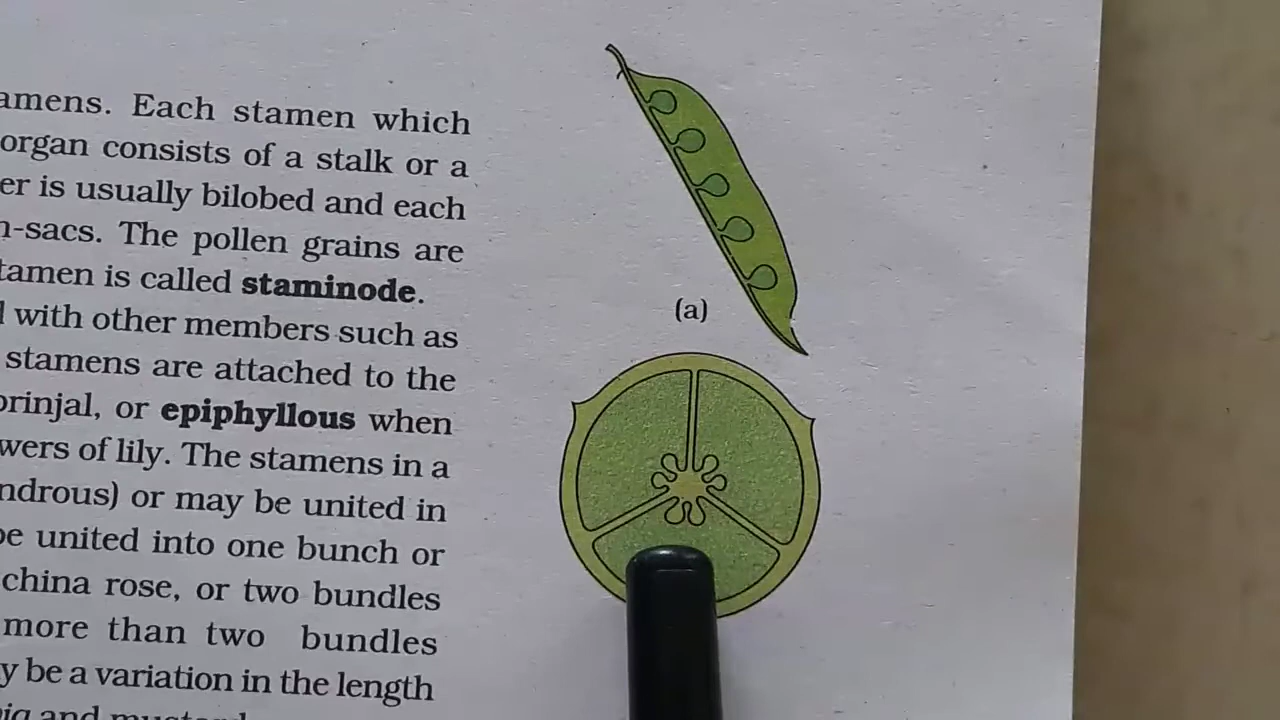 amens. Each stamen which
organ consists of a stalk or a
er is usually bilobed and each
n-sacs. The pollen grains are
tamen is called staminode.
l with other members such as
stamens are attached to the
brinjal, or epiphyllous when
wers of lily. The stamens in a
ndrous) or may be united in
be united into one bunch or
china rose, or two bundles
more than two bundles
y be a variation in the length
and
(a)